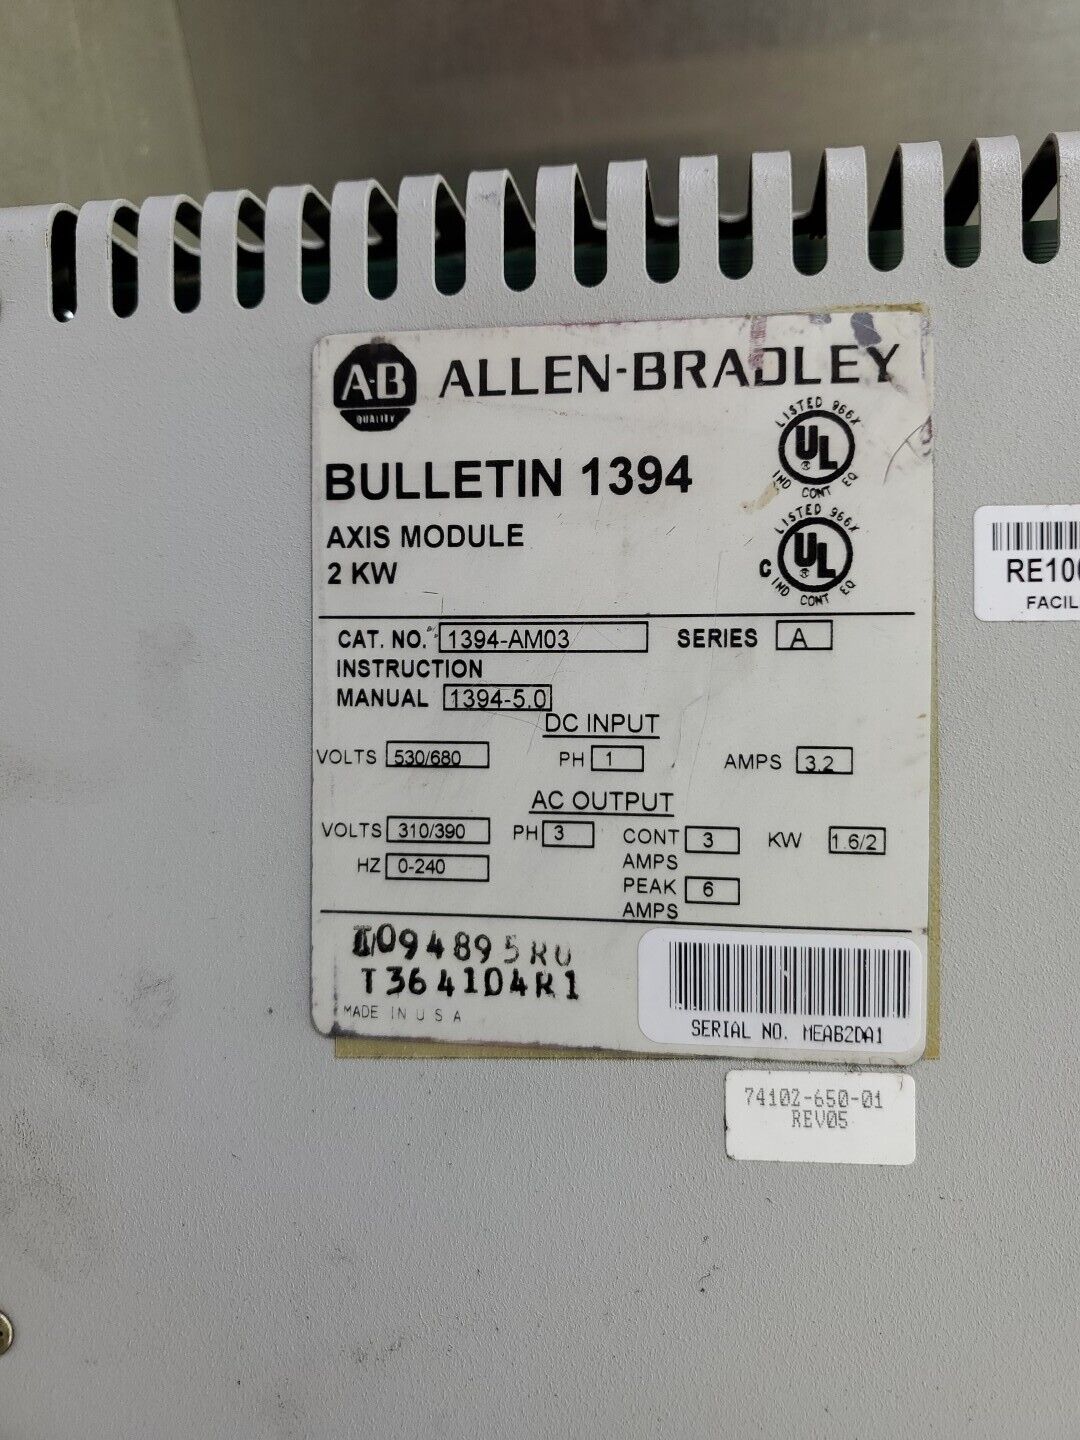 A-B
QUALITY
ALLEN-BRADLEY
BULLETIN 1394
AXIS MODULE
2 KW
LISTED 966X
UL
IND CONT EQ
LISTED 966X
C UL
IND CONT EQ
CAT. NO. 1394-AM03 SERIES A
INSTRUCTION
MANUAL 1394-5.0
DC INPUT
VOLTS 530/680 PH 1 AMPS 3.2
AC OUTPUT
VOLTS 310/390 PH 3 CONT AMPS 3 KW 1.6/2
HZ 0-240 PEAK AMPS 6
T364104R1
MADE IN U S A
SERIAL NO. MEAB2DA1
74102-650-01
REV05